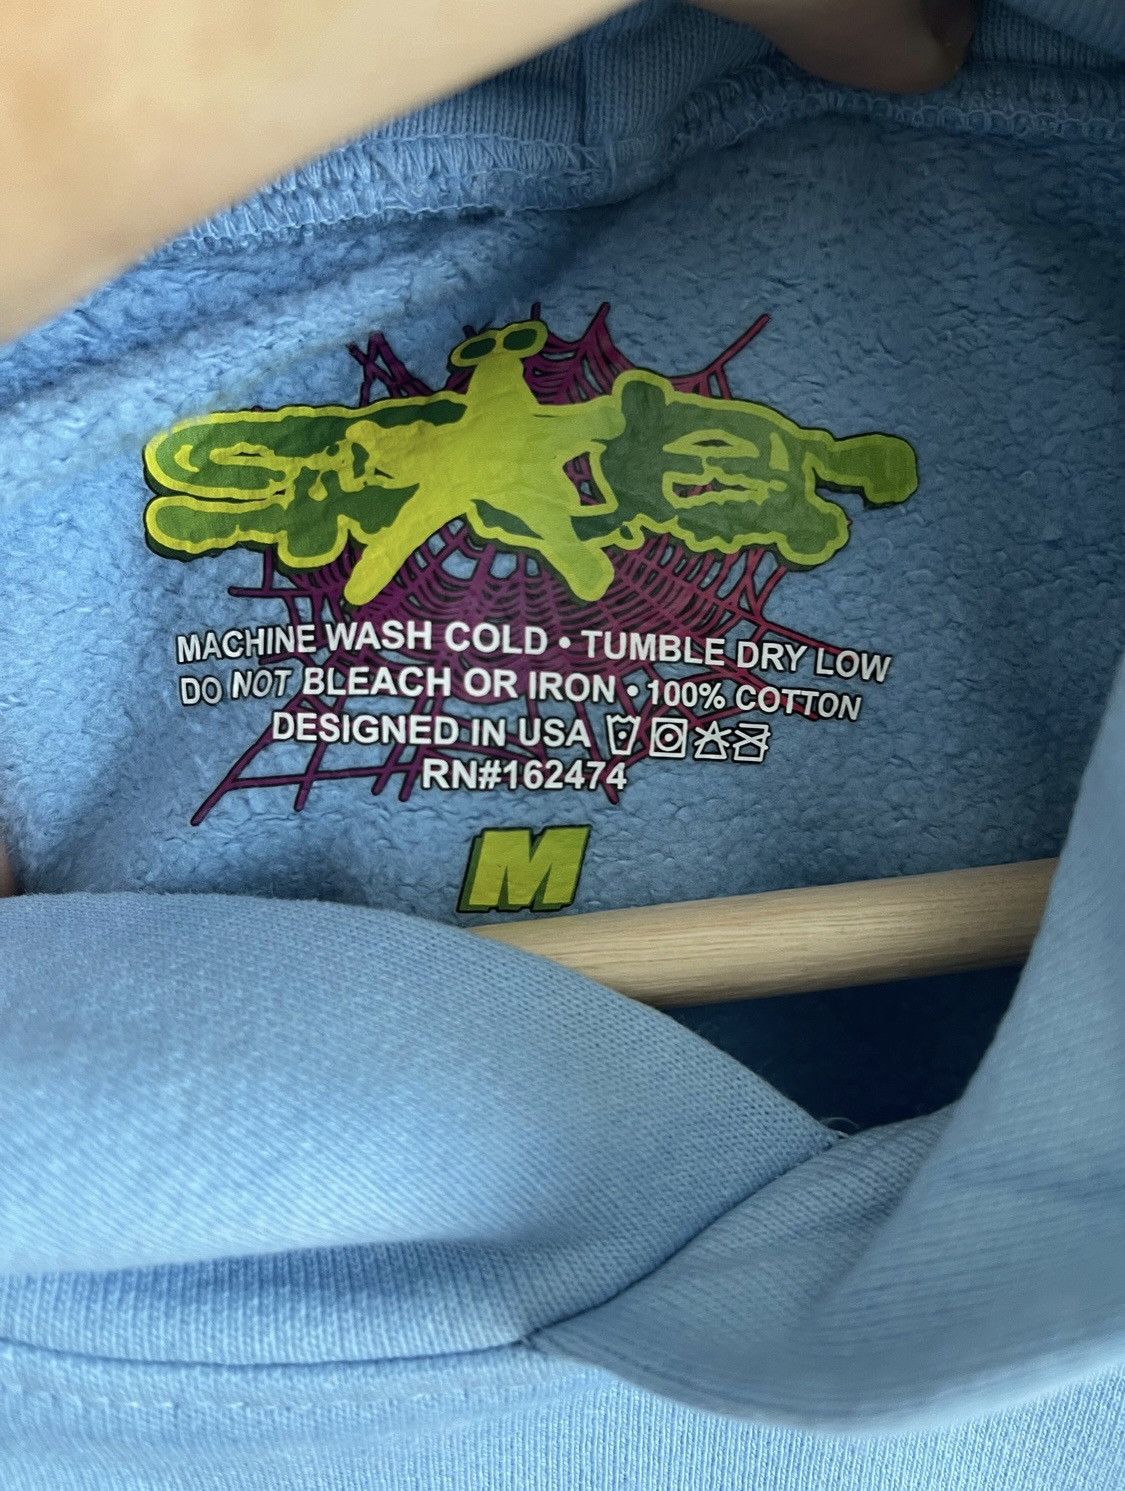 MACHINE WASH COLD • TUMBLE DRY LOW
DO NOT BLEACH OR IRON • 100% COTTON
DESIGNED IN USA
RN#162474
M